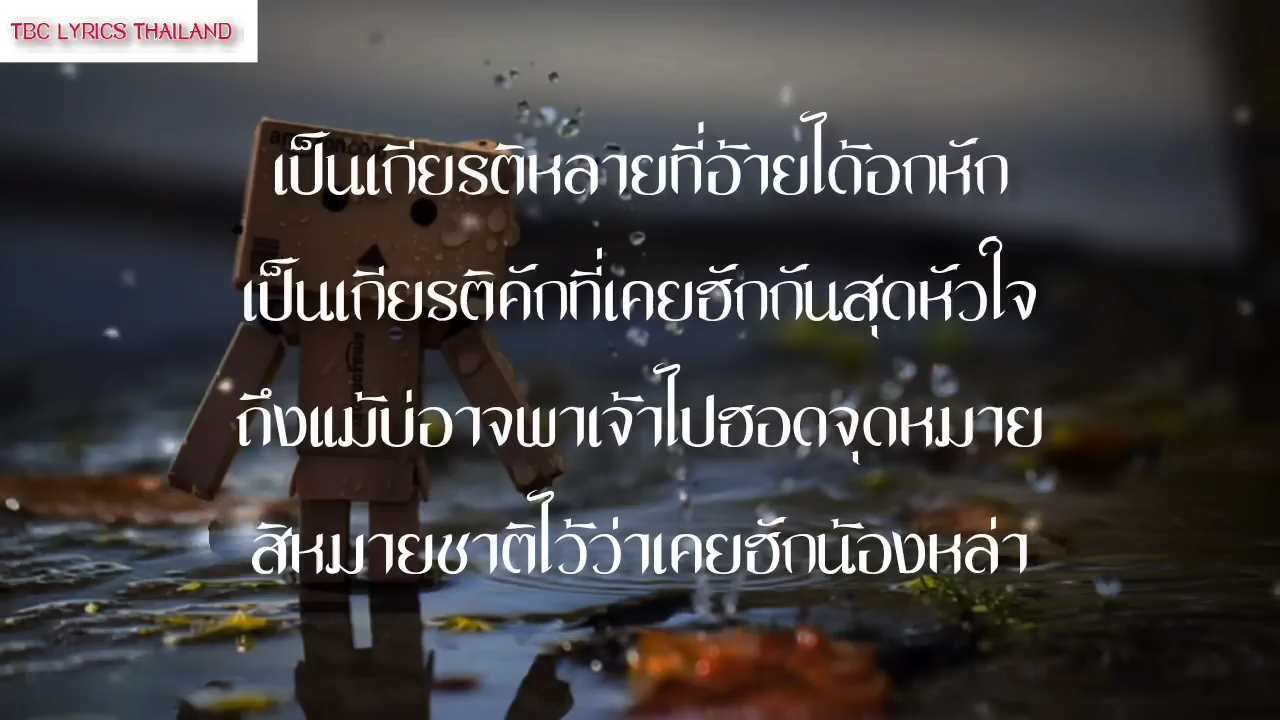 TBC LYRICS THAILAND
เป็นเกียรติหลายที่อ้ายได้อกหัก
เป็นเกียรติคักที่เคยฮักกันสุดหัวใจ
ถึงแม้บ่อาจพาเจ้าไปฮอดจุดหมาย
สิหมายชาติไว้ว่าเคยฮักน้องหล่า